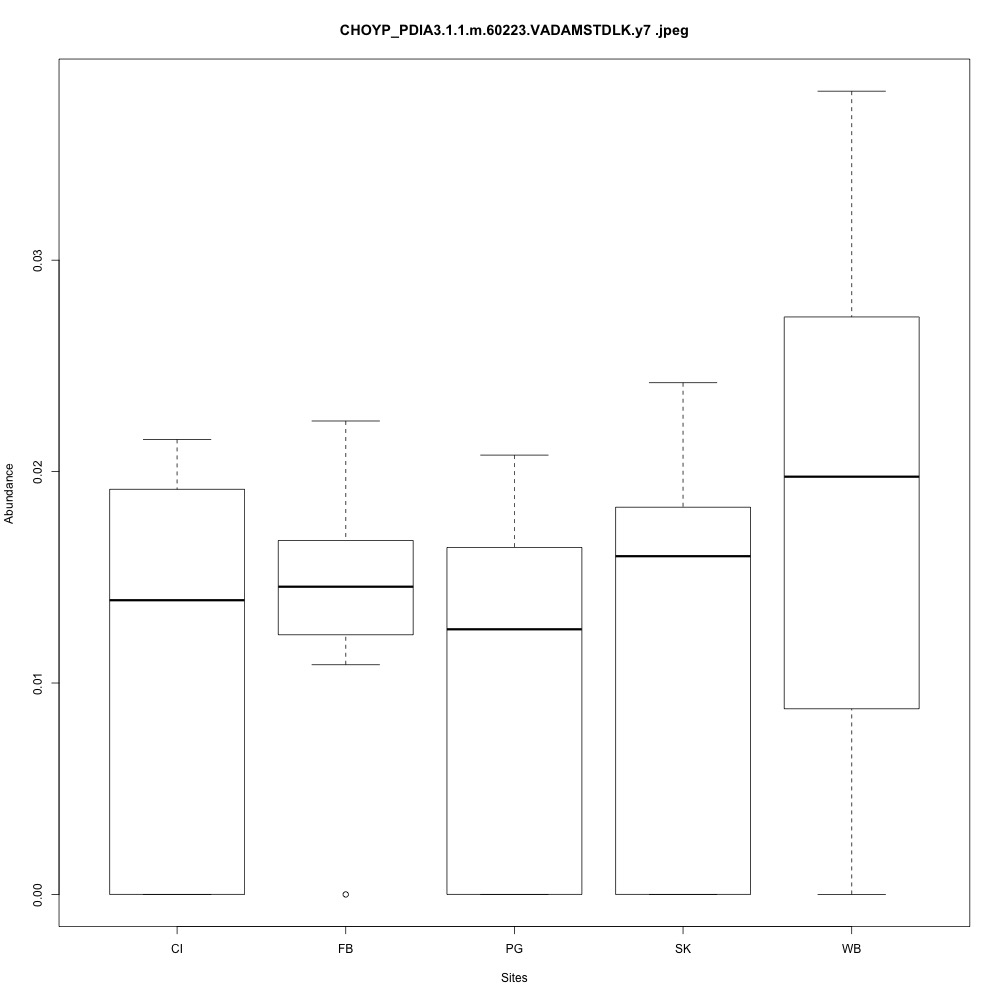 CHOYP_PDIA3.1.1.m.60223.VADAMSTDLK.y7 .jpeg
Abundance
0.03
0.02
0.01
0.00
CI FB PG SK WB
Sites